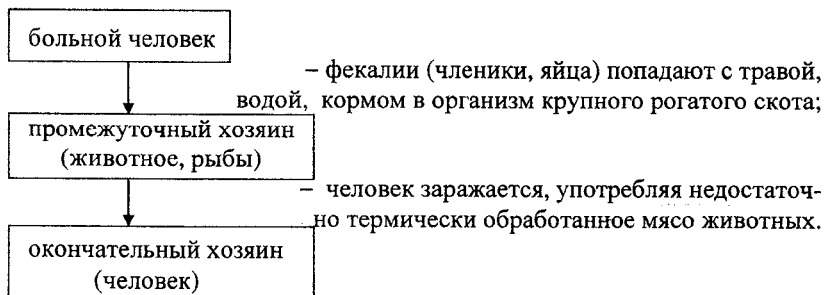 больной человек
– фекалии (членики, яйца) попадают с травой,
водой, кормом в организм крупного рогатого скота;
промежуточный хозяин
(животное, рыбы)
– человек заражается, употребляя недостаточ-
но термически обработанное мясо животных.
окончательный хозяин
(человек)